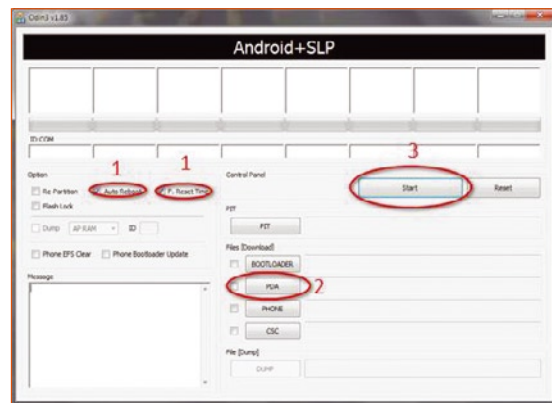 Odin3 v1.85
Android+SLP
ID:COM
Option
1
1
Re Partition
Auto Reboot
F. Reset Time
Flash Lock
Dump
AP RAM
ID
Phone EFS Clear
Phone Bootloader Update
Message
Control Panel
3
Start
Reset
PIT
PIT
Files [Download]
BOOTLOADER
PDA
2
PHONE
CSC
File [Dump]
DUMP